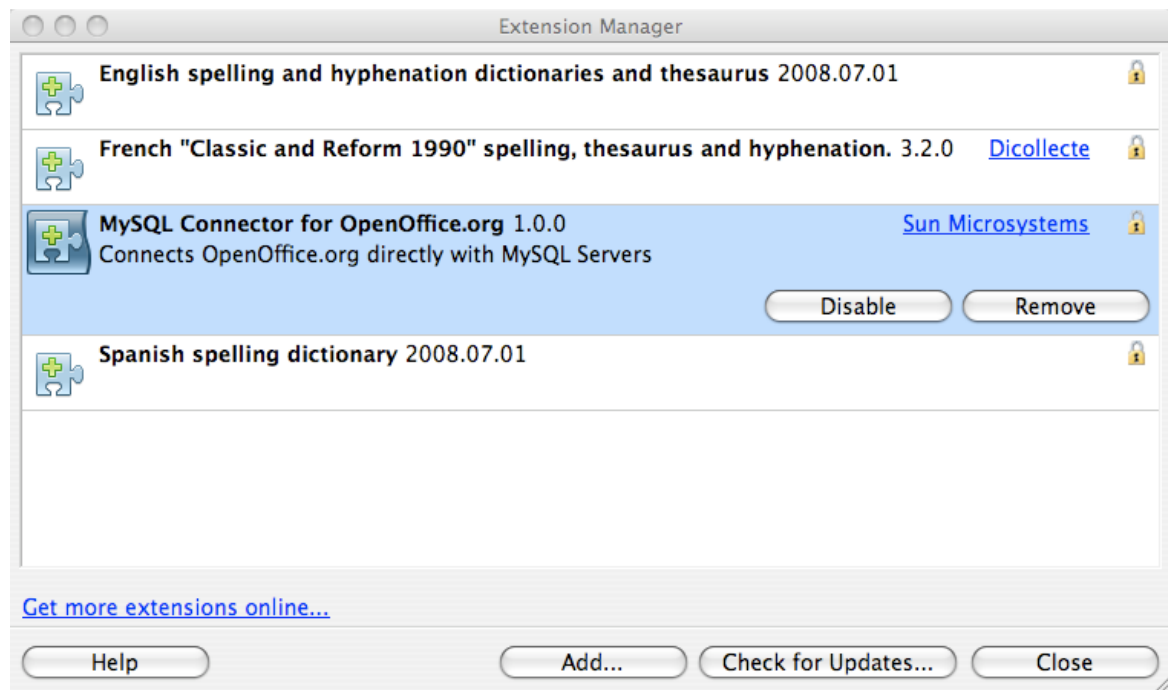 Extension Manager
English spelling and hyphenation dictionaries and thesaurus 2008.07.01
French "Classic and Reform 1990" spelling, thesaurus and hyphenation. 3.2.0 Dicollecte
MySQL Connector for OpenOffice.org 1.0.0 Sun Microsystems
Connects OpenOffice.org directly with MySQL Servers
Disable Remove
Spanish spelling dictionary 2008.07.01
Get more extensions online...
Help Add... Check for Updates... Close